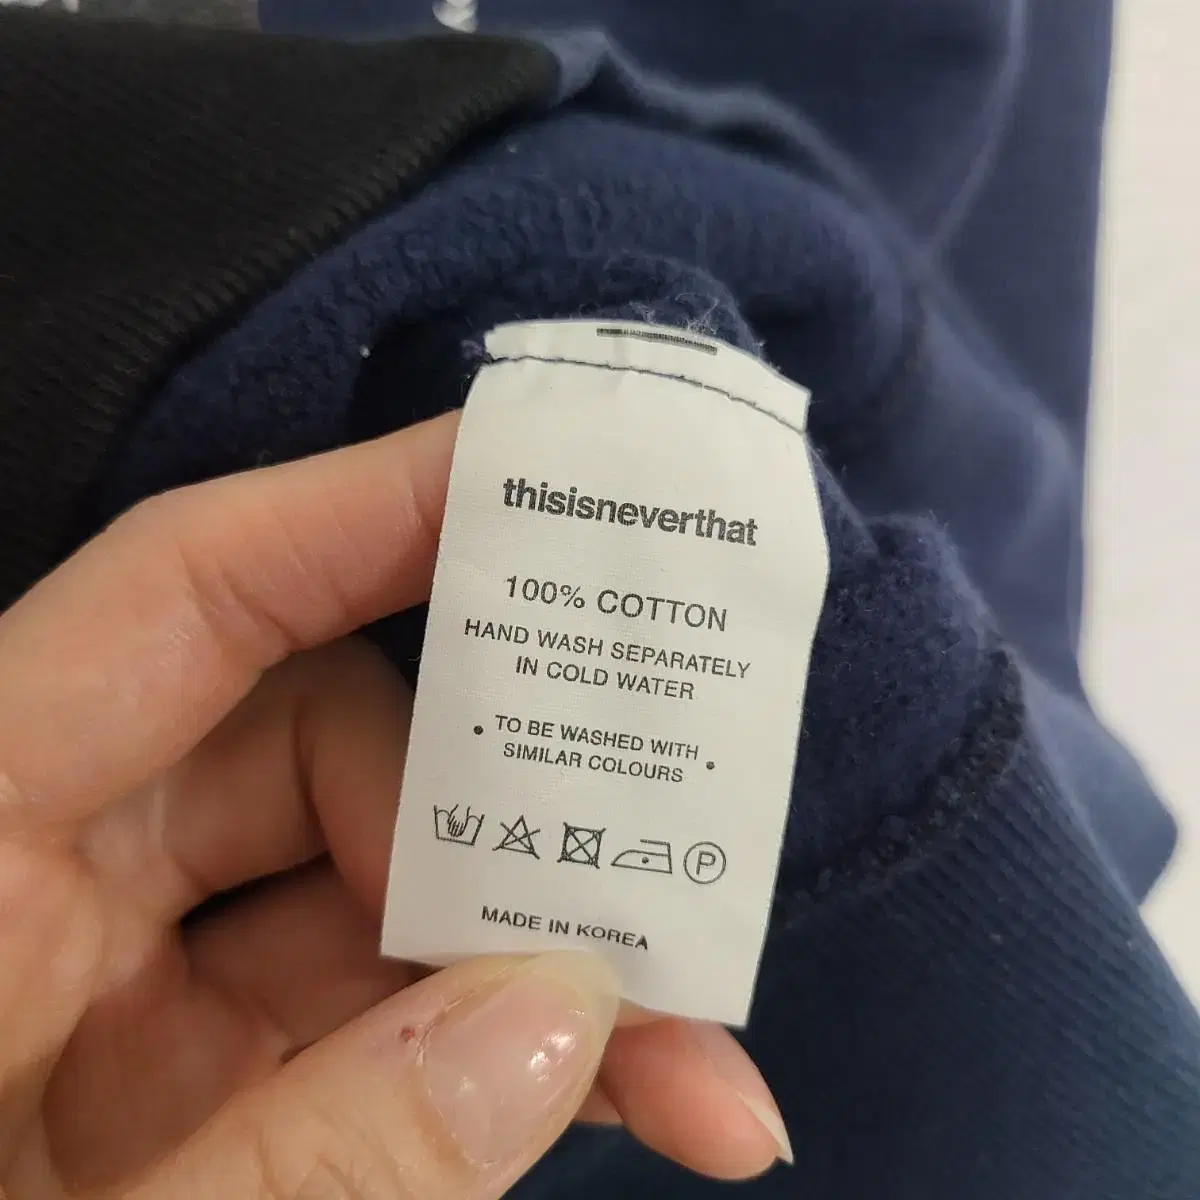 thisisneverthat
100% COTTON
HAND WASH SEPARATELY
IN COLD WATER
• TO BE WASHED WITH
SIMILAR COLOURS •
P
MADE IN KOREA